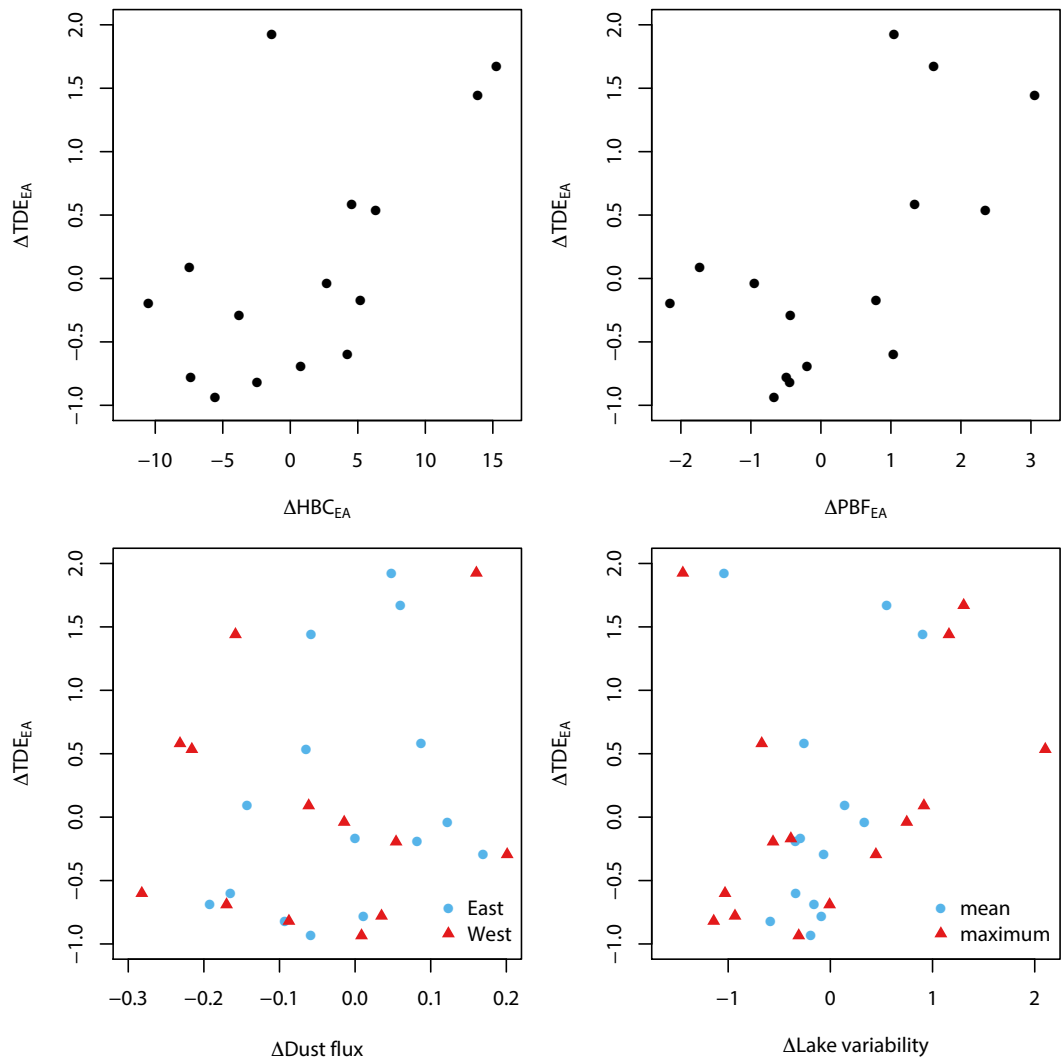 2.0
1.5
1.0
0.5
0.0
−0.5
−1.0
ΔTDE_EA
−10 −5 0 5 10 15
ΔHBC_EA
2.0
1.5
1.0
0.5
0.0
−0.5
−1.0
ΔTDE_EA
−2 −1 0 1 2 3
ΔPBF_EA
2.0
1.5
1.0
0.5
0.0
−0.5
−1.0
ΔTDE_EA
East
West
−0.3 −0.2 −0.1 0.0 0.1 0.2
ΔDust flux
2.0
1.5
1.0
0.5
0.0
−0.5
−1.0
ΔTDE_EA
mean
maximum
−1 0 1 2
ΔLake variability